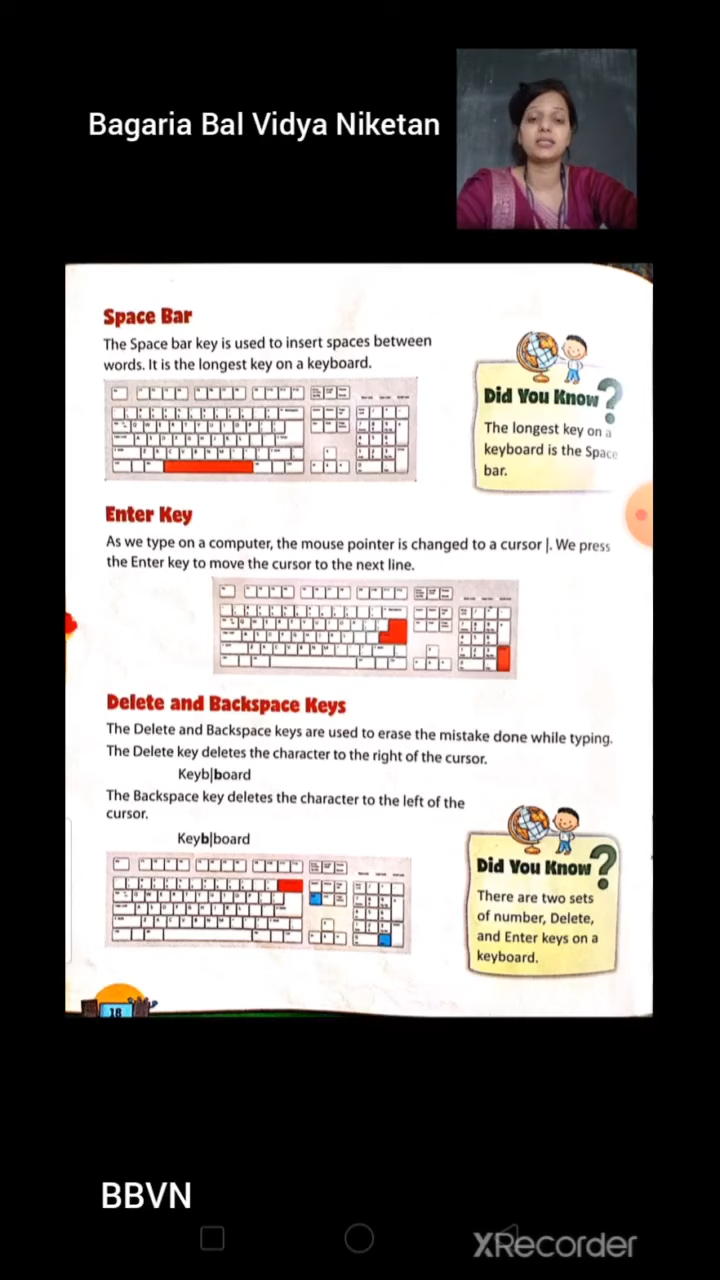 Bagaria Bal Vidya Niketan
Space Bar
The Space bar key is used to insert spaces between
words. It is the longest key on a keyboard.
Did You Know?
The longest key on a
keyboard is the Space
bar.
Enter Key
As we type on a computer, the mouse pointer is changed to a cursor |. We press
the Enter key to move the cursor to the next line.
Delete and Backspace Keys
The Delete and Backspace keys are used to erase the mistake done while typing.
The Delete key deletes the character to the right of the cursor.
Keyb|board
The Backspace key deletes the character to the left of the
cursor.
Keyb|board
Did You Know?
There are two sets
of number, Delete,
and Enter keys on a
keyboard.
18
BBVN
XRecorder